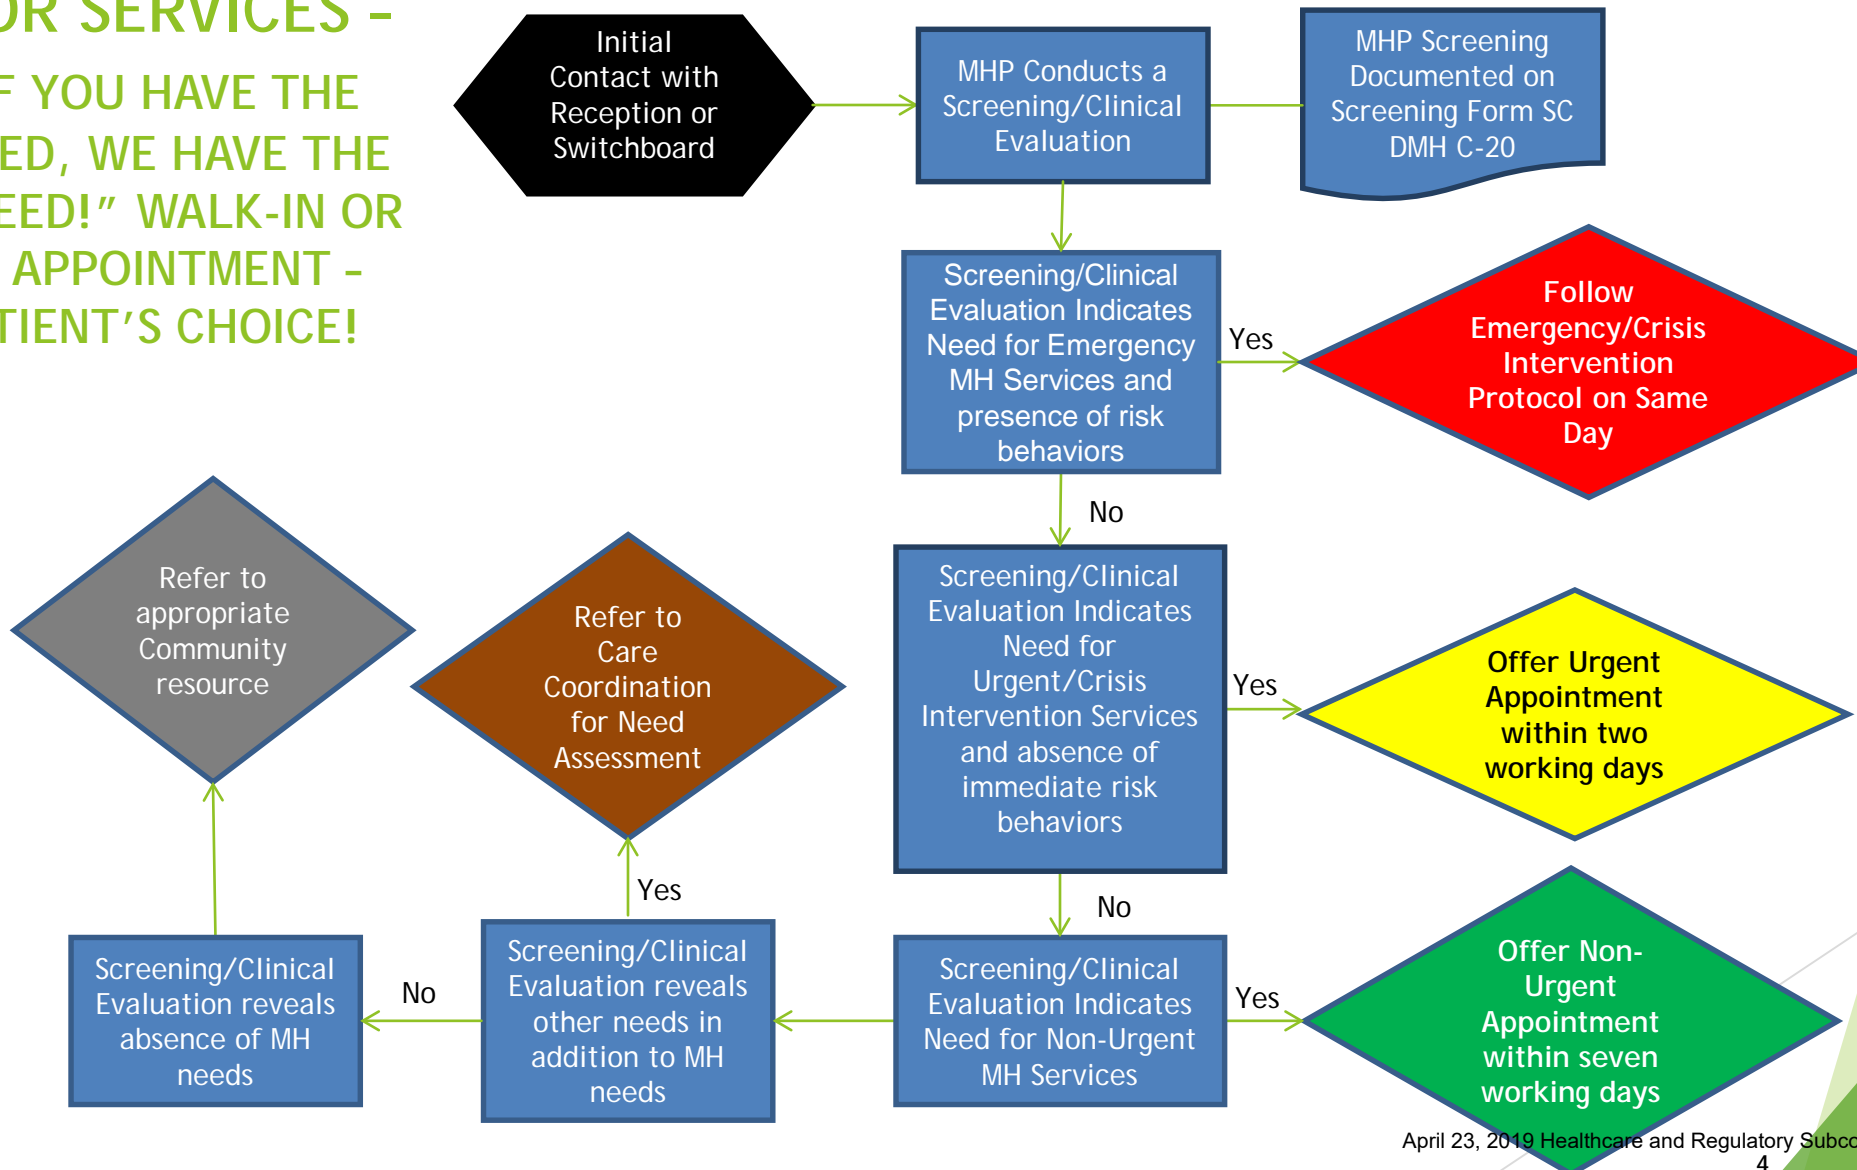 OR SERVICES –
F YOU HAVE THE
ED, WE HAVE THE
EED!” WALK-IN OR
APPOINTMENT –
TIENT’S CHOICE!
Initial
Contact with
Reception or
Switchboard
MHP Conducts a
Screening/Clinical
Evaluation
MHP Screening
Documented on
Screening Form SC
DMH C-20
Screening/Clinical
Evaluation Indicates
Need for Emergency
MH Services and
presence of risk
behaviors
Yes
Follow
Emergency/Crisis
Intervention
Protocol on Same
Day
No
Screening/Clinical
Evaluation Indicates
Need for
Urgent/Crisis
Intervention Services
and absence of
immediate risk
behaviors
Yes
Offer Urgent
Appointment
within two
working days
No
Screening/Clinical
Evaluation Indicates
Need for Non-Urgent
MH Services
Yes
Offer Non-
Urgent
Appointment
within seven
working days
Screening/Clinical
Evaluation reveals
other needs in
addition to MH
needs
Yes
Refer to
Care
Coordination
for Need
Assessment
No
Screening/Clinical
Evaluation reveals
absence of MH
needs
Refer to
appropriate
Community
resource
April 23, 2019 Healthcare and Regulatory Subco
4